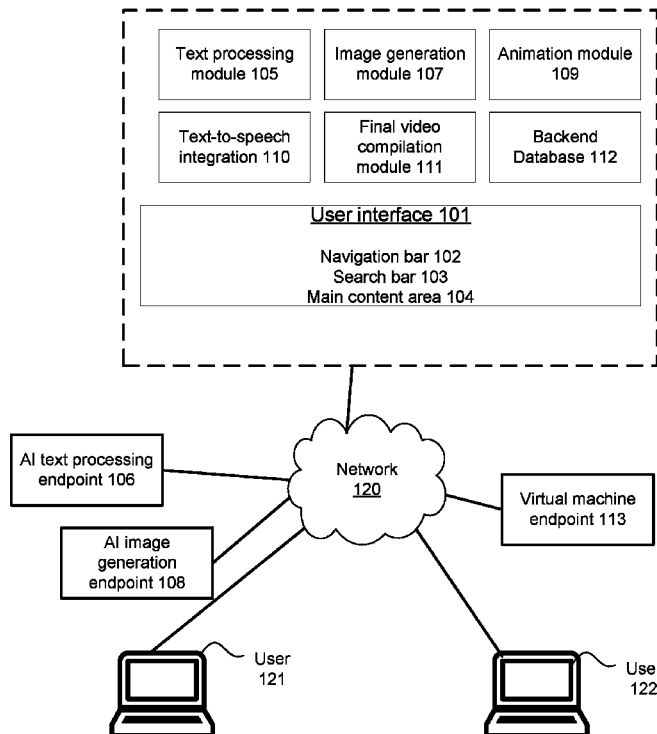 Text processing
module 105
Image generation
module 107
Animation module
109
Text-to-speech
integration 110
Final video
compilation
module 111
Backend
Database 112
User interface 101
Navigation bar 102
Search bar 103
Main content area 104
AI text processing
endpoint 106
Network
120
Virtual machine
endpoint 113
AI image
generation
endpoint 108
User
121
Use
122